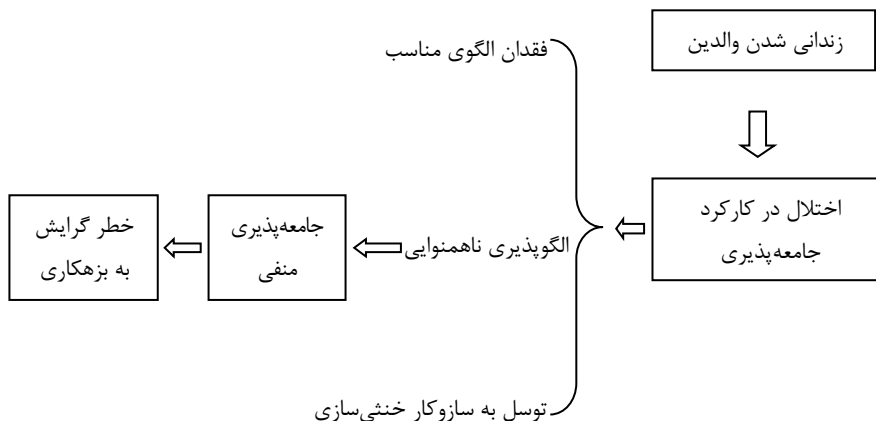 زندانی شدن والدین
اختلال در کارکرد
جامعه‌پذیری
فقدان الگوی مناسب
الگوپذیری ناهمنوایی
توسل به سازوکار خنثی‌سازی
جامعه‌پذیری
منفی
خطر گرایش
به بزهکاری